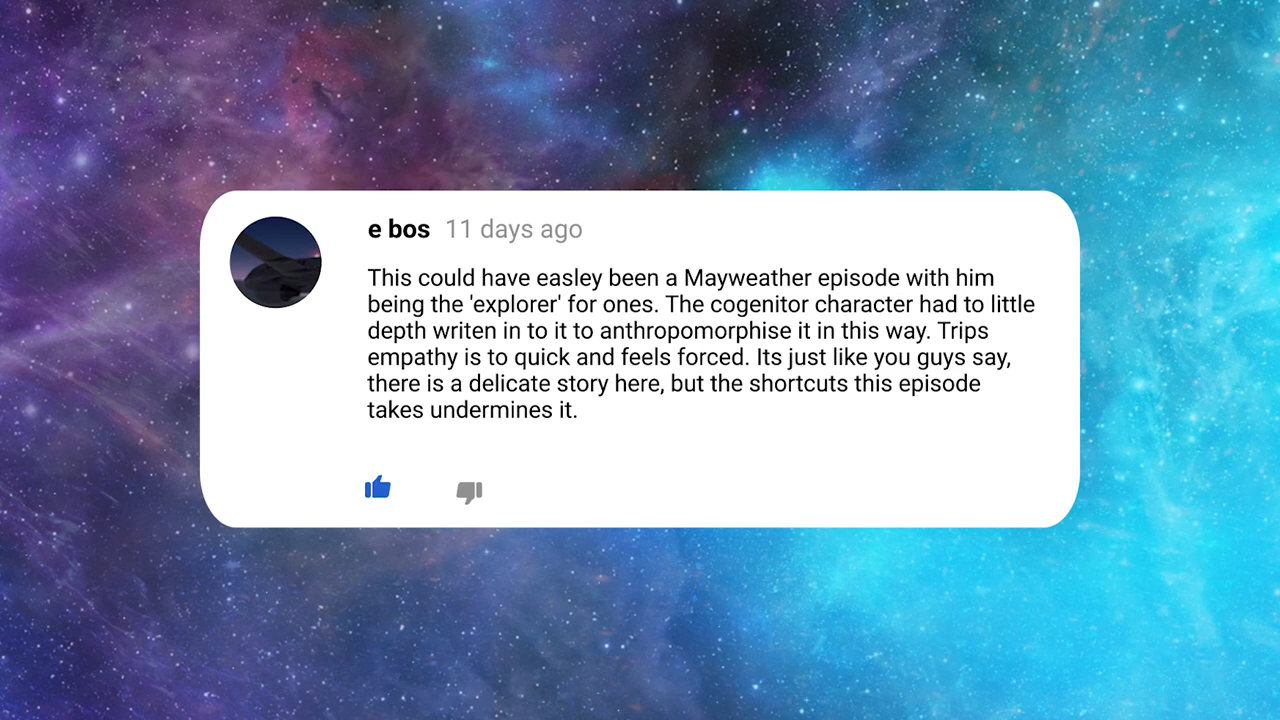 e bos 11 days ago
This could have easley been a Mayweather episode with him
being the 'explorer' for ones. The cogenitor character had to little
depth writen in to it to anthropomorphise it in this way. Trips
empathy is to quick and feels forced. Its just like you guys say,
there is a delicate story here, but the shortcuts this episode
takes undermines it.